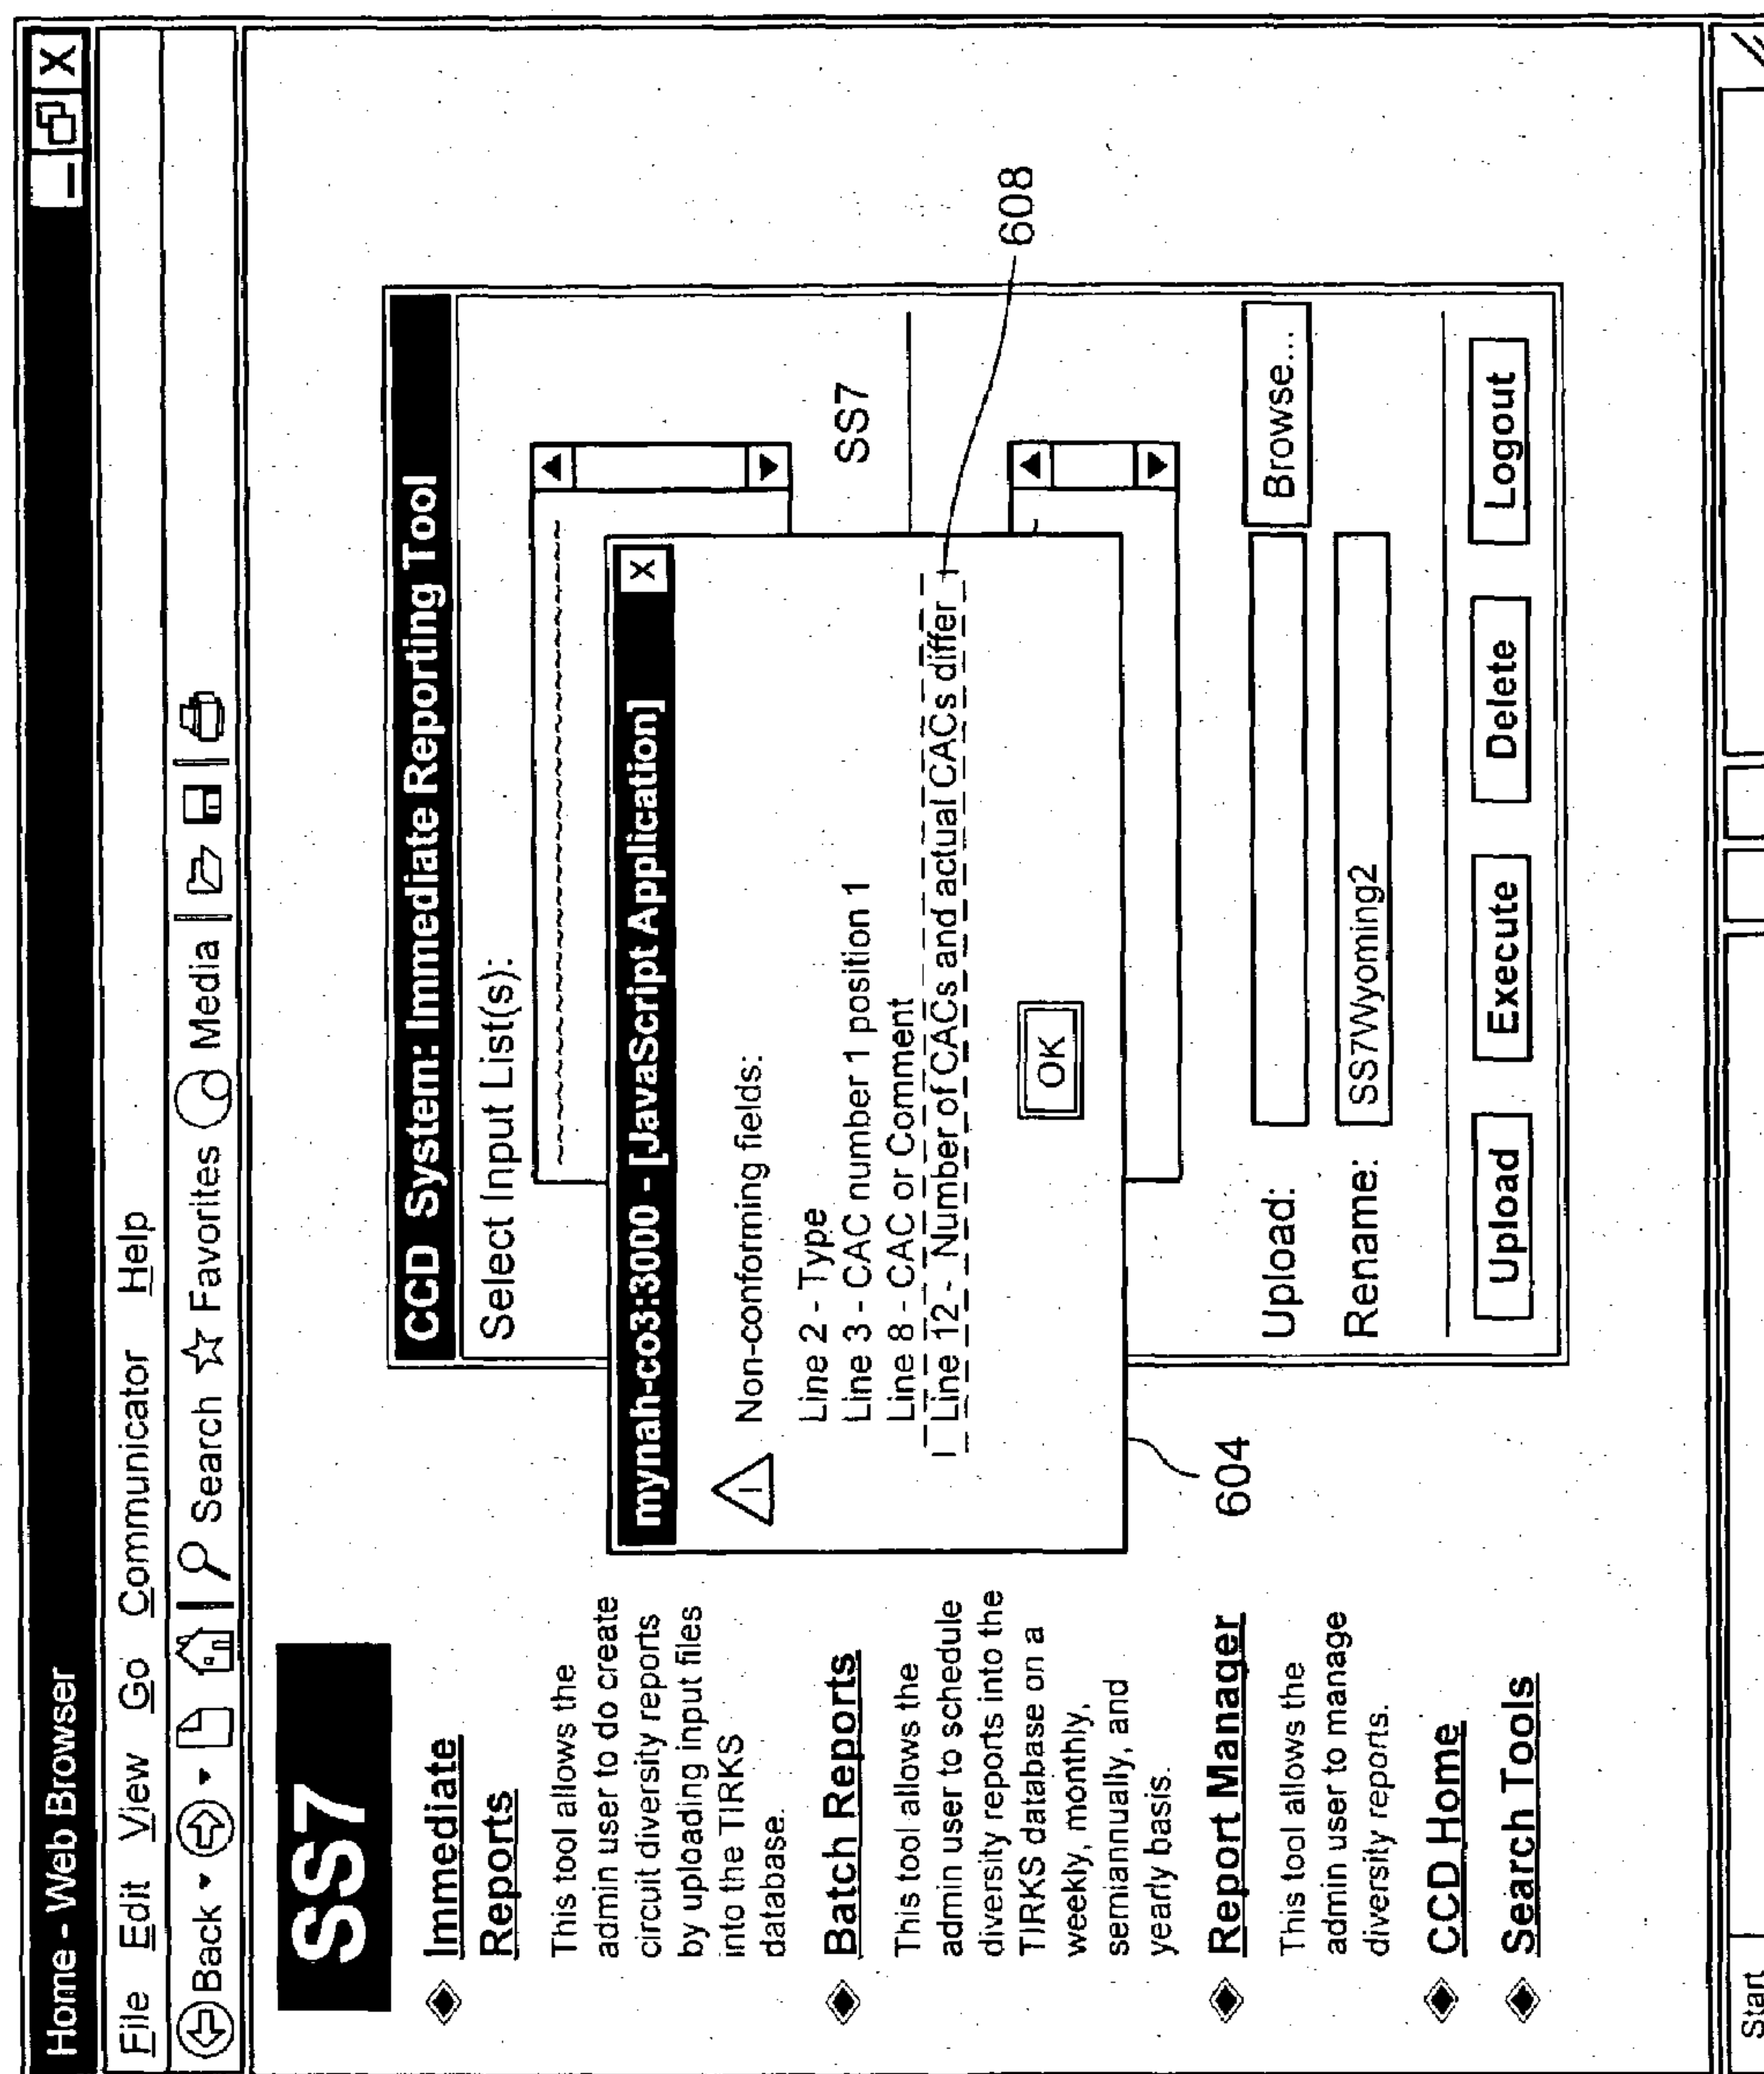 Home - Web Browser
X
File Edit View Go Communicator Help
Back Search Favorites Media
SS7
Immediate
Reports
This tool allows the
admin user to do create
circuit diversity reports
by uploading input files
into the TIRKS
database.
Batch Reports
This tool allows the
admin user to schedule
diversity reports into the
TIRKS database on a
weekly, monthly,
semiannually, and
yearly basis.
Report Manager
This tool allows the
admin user to manage
diversity reports.
CCD Home
Search Tools
CCD System: Immediate Reporting Tool
Select Input List(s):
mynah-co3:3000 - [JavaScript Application]
X
! Non-conforming fields:
Line 2 - Type
Line 3 - CAC number 1 position 1
Line 8 - CAC or Comment
Line 12 - Number of CACs and actual CACs differ
OK
SS7
608
604
Upload:
Browse...
Rename: SS7Wyoming2
Upload Execute Delete Logout
Start